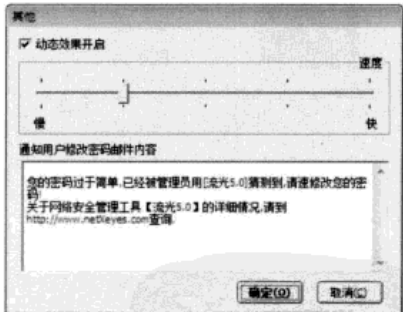 其他
动态效果开启
速度
慢
快
通知用户修改密码邮件内容
您的密码过于简单,已经被管理员用[流光5.0]猜测到,请速修改您的密
码!
关于网络安全管理工具【流光5.0】的详细情况,请到
http://www.netXeyes.com查询.
确定(O)
取消(C)